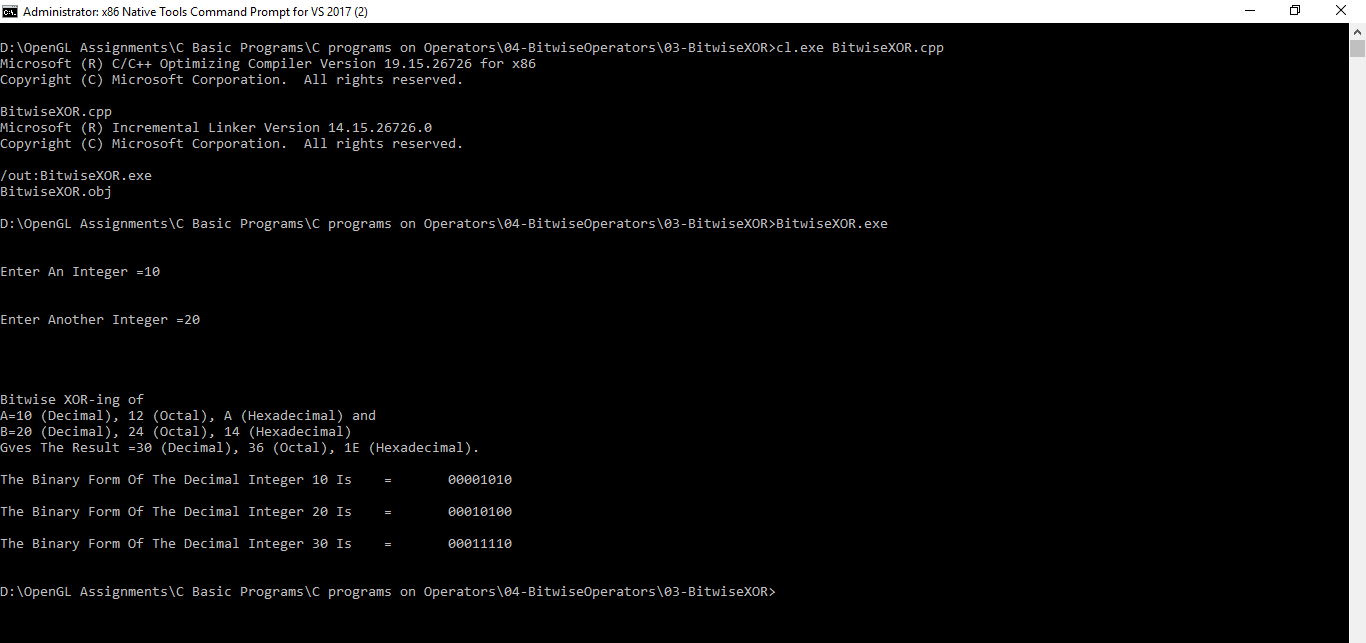 Administrator: x86 Native Tools Command Prompt for VS 2017 (2)
D:\OpenGL Assignments\C Basic Programs\C programs on Operators\04-BitwiseOperators\03-BitwiseXOR>cl.exe BitwiseXOR.cpp
Microsoft (R) C/C++ Optimizing Compiler Version 19.15.26726 for x86
Copyright (C) Microsoft Corporation.  All rights reserved.
BitwiseXOR.cpp
Microsoft (R) Incremental Linker Version 14.15.26726.0
Copyright (C) Microsoft Corporation.  All rights reserved.
/out:BitwiseXOR.exe
BitwiseXOR.obj
D:\OpenGL Assignments\C Basic Programs\C programs on Operators\04-BitwiseOperators\03-BitwiseXOR>BitwiseXOR.exe
Enter An Integer =10
Enter Another Integer =20
Bitwise XOR-ing of
A=10 (Decimal), 12 (Octal), A (Hexadecimal) and
B=20 (Decimal), 24 (Octal), 14 (Hexadecimal)
Gves The Result =30 (Decimal), 36 (Octal), 1E (Hexadecimal).
The Binary Form Of The Decimal Integer 10 Is    =       00001010
The Binary Form Of The Decimal Integer 20 Is    =       00010100
The Binary Form Of The Decimal Integer 30 Is    =       00011110
D:\OpenGL Assignments\C Basic Programs\C programs on Operators\04-BitwiseOperators\03-BitwiseXOR>